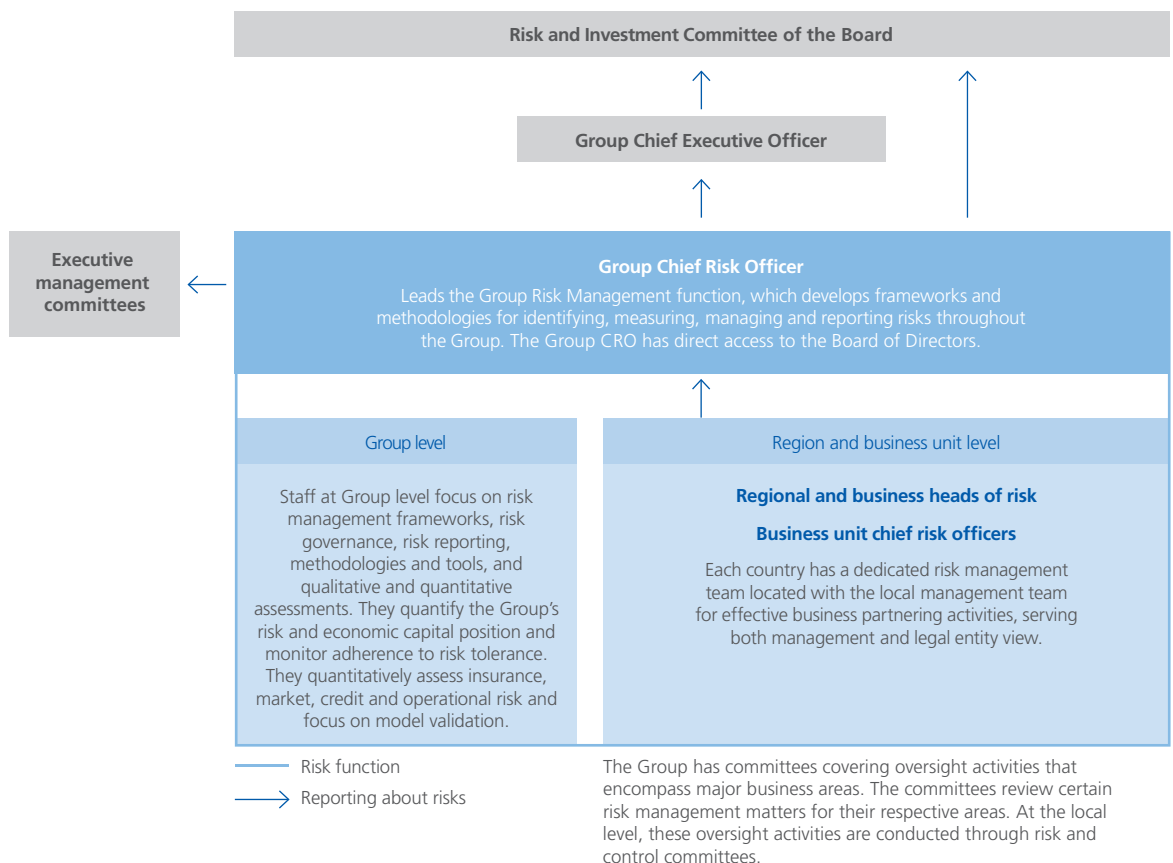 Risk and Investment Committee of the Board
Group Chief Executive Officer
Executive
management
committees
Group Chief Risk Officer
Leads the Group Risk Management function, which develops frameworks and
methodologies for identifying, measuring, managing and reporting risks throughout
the Group. The Group CRO has direct access to the Board of Directors.
Group level
Staff at Group level focus on risk
management frameworks, risk
governance, risk reporting,
methodologies and tools, and
qualitative and quantitative
assessments. They quantify the Group’s
risk and economic capital position and
monitor adherence to risk tolerance.
They quantitatively assess insurance,
market, credit and operational risk and
focus on model validation.
Region and business unit level
Regional and business heads of risk
Business unit chief risk officers
Each country has a dedicated risk management
team located with the local management team
for effective business partnering activities, serving
both management and legal entity view.
Risk function
Reporting about risks
The Group has committees covering oversight activities that
encompass major business areas. The committees review certain
risk management matters for their respective areas. At the local
level, these oversight activities are conducted through risk and
control committees.